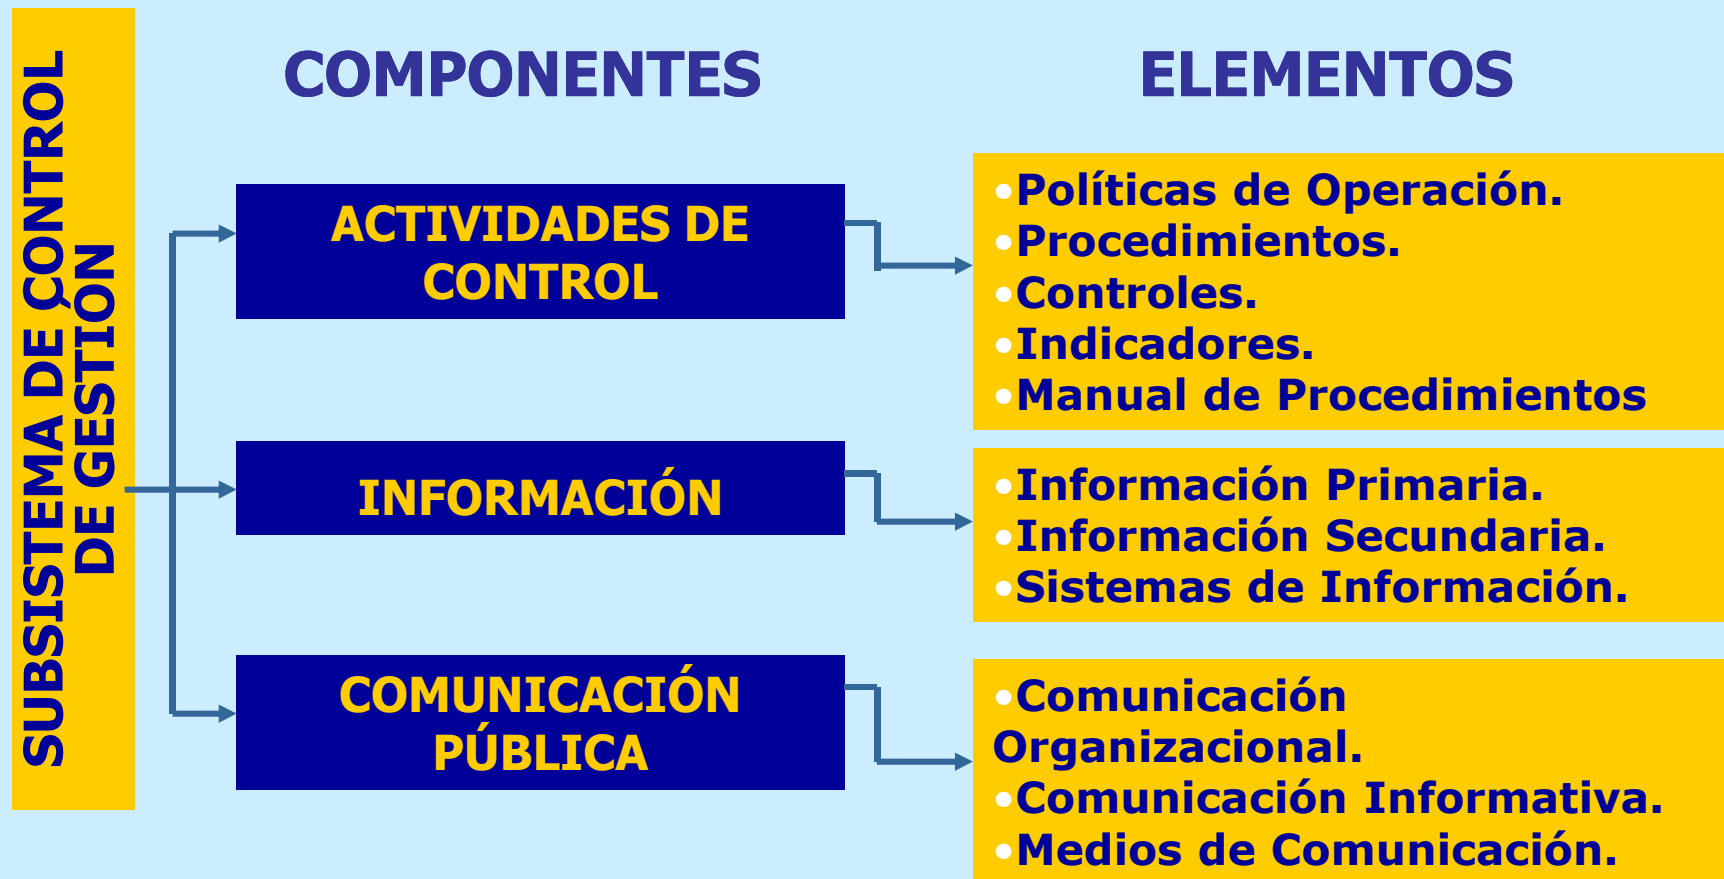 SUBSISTEMA DE CONTROL
DE GESTIÓN
COMPONENTES
ELEMENTOS
ACTIVIDADES DE
CONTROL
•Políticas de Operación.
•Procedimientos.
•Controles.
•Indicadores.
•Manual de Procedimientos
INFORMACIÓN
•Información Primaria.
•Información Secundaria.
•Sistemas de Información.
COMUNICACIÓN
PÚBLICA
•Comunicación
Organizacional.
•Comunicación Informativa.
•Medios de Comunicación.